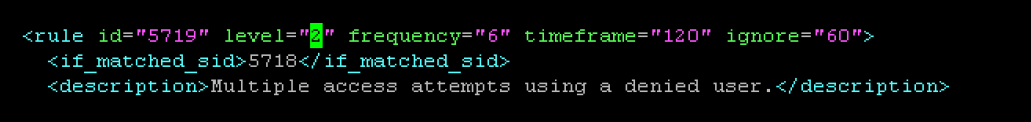 <rule id="5719" level="2" frequency="6" timeframe="120" ignore="60">
<if_matched_sid>5718</if_matched_sid>
<description>Multiple access attempts using a denied user.</description>